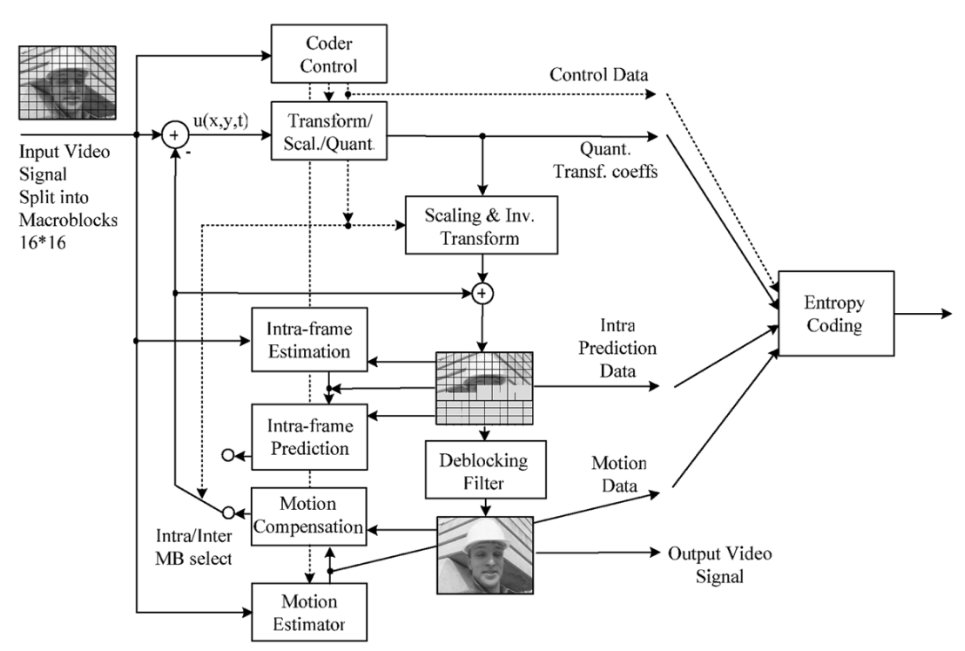 Coder
Control
Control Data
u(x,y,t)
+
-
Transform/
Scal./Quant.
Quant.
Transf. coeffs
Input Video
Signal
Split into
Macroblocks
16*16
Scaling & Inv.
Transform
+
Entropy
Coding
Intra-frame
Estimation
Intra
Prediction
Data
Intra-frame
Prediction
Deblocking
Filter
Motion
Data
Motion
Compensation
Intra/Inter
MB select
Output Video
Signal
Motion
Estimator